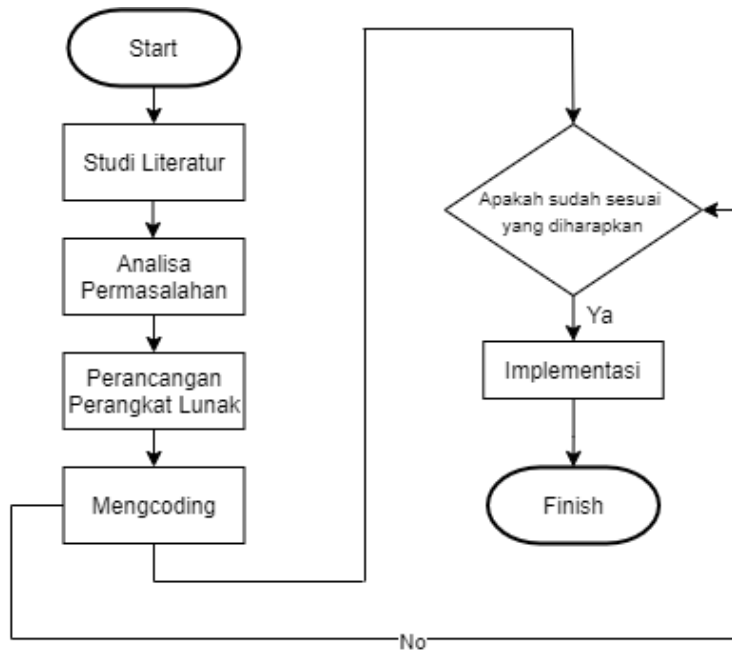 Start
Studi Literatur
Analisa
Permasalahan
Perancangan
Perangkat Lunak
Mengcoding
Apakah sudah sesuai
yang diharapkan
Ya
Implementasi
Finish
No